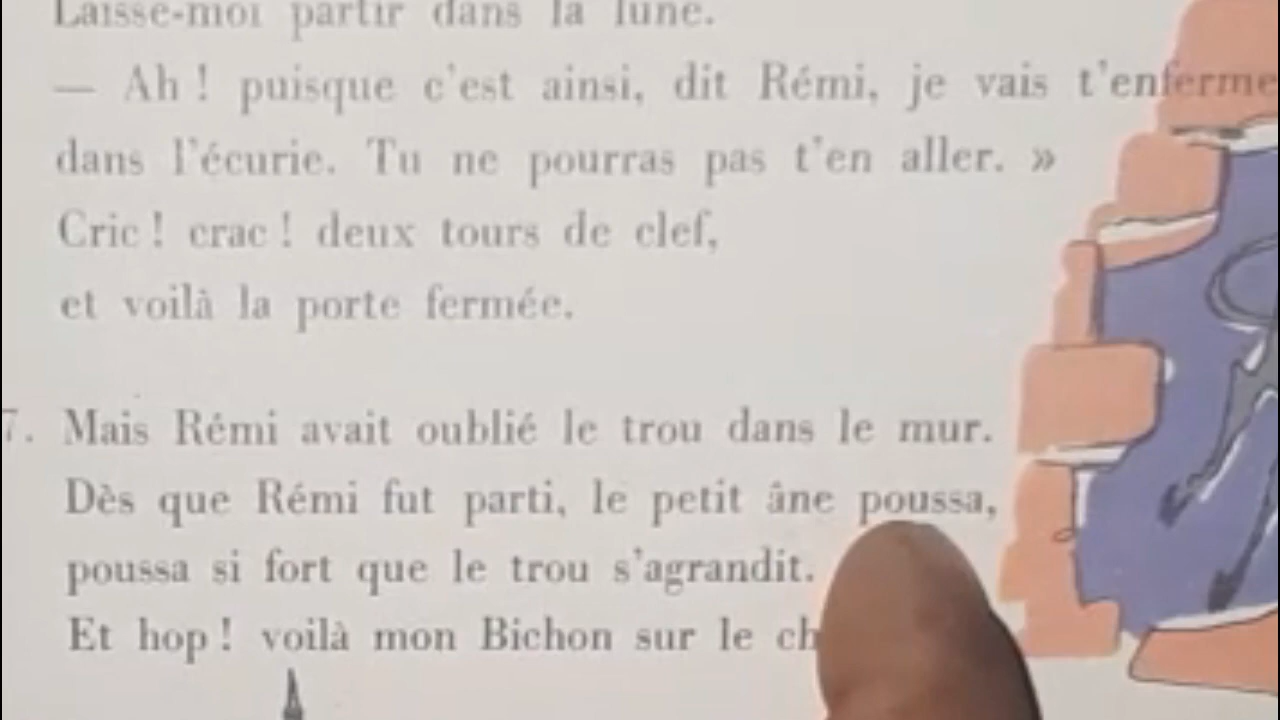 Laisse-moi partir dans la lune.
— Ah ! puisque c'est ainsi, dit Rémi, je vais t'enferme
dans l'écurie. Tu ne pourras pas t'en aller. »
Cric ! crac ! deux tours de clef,
et voilà la porte fermée.
7. Mais Rémi avait oublié le trou dans le mur.
Dès que Rémi fut parti, le petit âne poussa,
poussa si fort que le trou s'agrandit.
Et hop ! voilà mon Bichon sur le